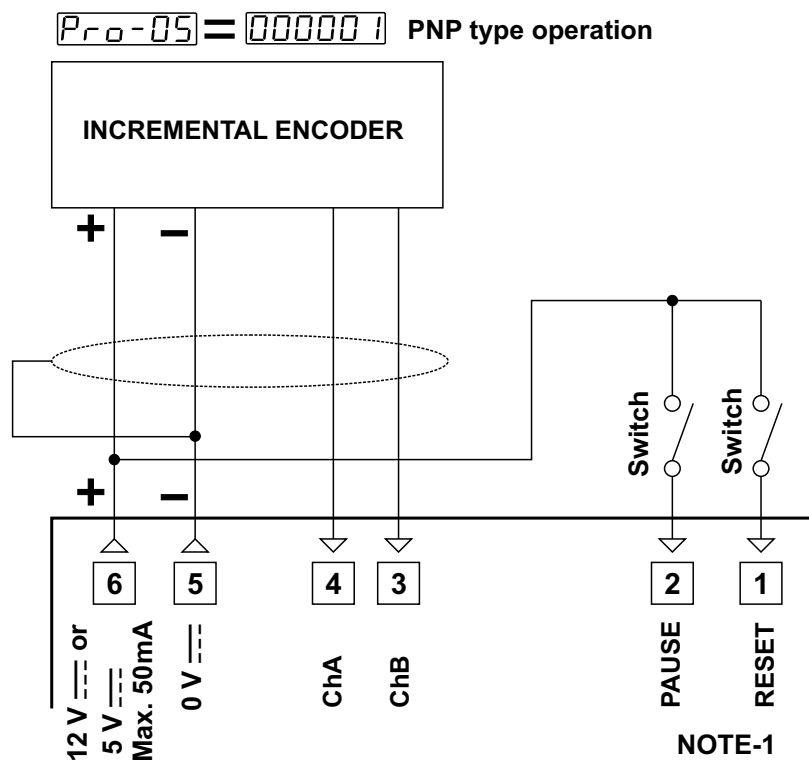 Pro-05 = 000001 PNP type operation
INCREMENTAL ENCODER
+ −
Switch
Switch
+ −
6 5 4 3 2 1
12 V ⎓ or
5 V ⎓
Max. 50mA
0 V ⎓
ChA
ChB
PAUSE
RESET
NOTE-1